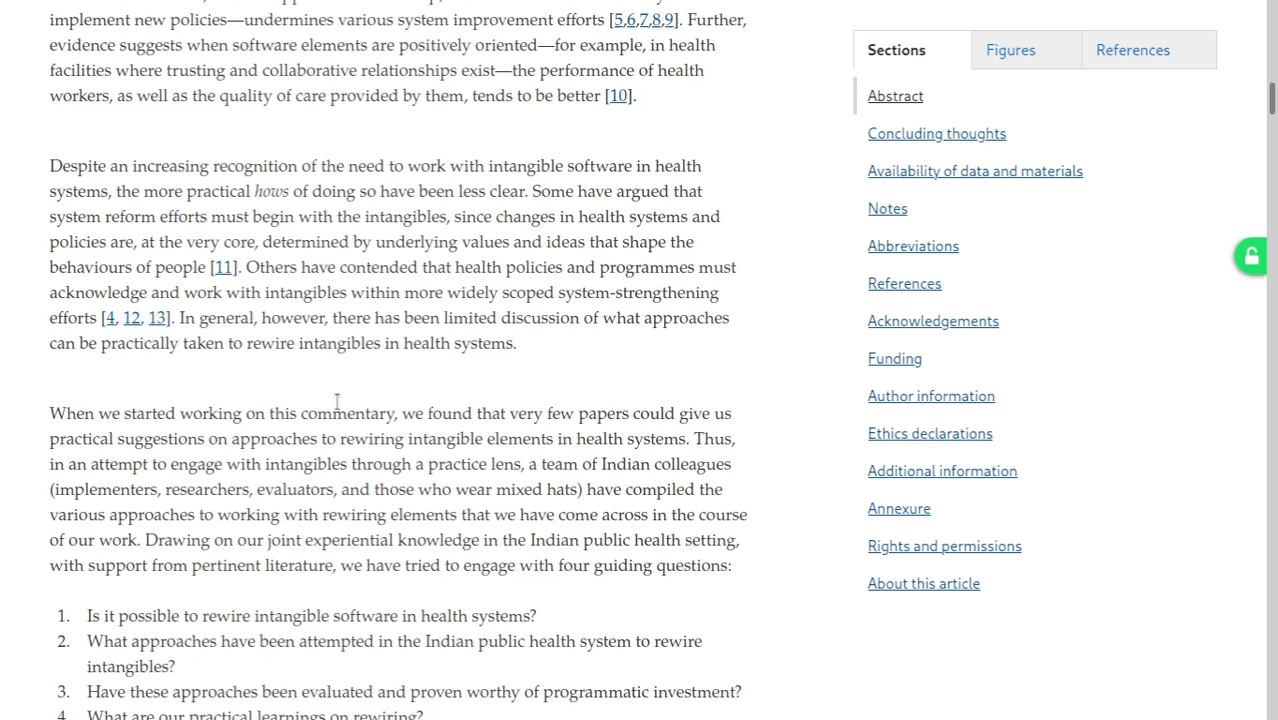 implement new policies—undermines various system improvement efforts [5,6,7,8,9]. Further,
evidence suggests when software elements are positively oriented—for example, in health
facilities where trusting and collaborative relationships exist—the performance of health
workers, as well as the quality of care provided by them, tends to be better [10].
Despite an increasing recognition of the need to work with intangible software in health
systems, the more practical hows of doing so have been less clear. Some have argued that
system reform efforts must begin with the intangibles, since changes in health systems and
policies are, at the very core, determined by underlying values and ideas that shape the
behaviours of people [11]. Others have contended that health policies and programmes must
acknowledge and work with intangibles within more widely scoped system-strengthening
efforts [4, 12, 13]. In general, however, there has been limited discussion of what approaches
can be practically taken to rewire intangibles in health systems.
When we started working on this commentary, we found that very few papers could give us
practical suggestions on approaches to rewiring intangible elements in health systems. Thus,
in an attempt to engage with intangibles through a practice lens, a team of Indian colleagues
(implementers, researchers, evaluators, and those who wear mixed hats) have compiled the
various approaches to working with rewiring elements that we have come across in the course
of our work. Drawing on our joint experiential knowledge in the Indian public health setting,
with support from pertinent literature, we have tried to engage with four guiding questions:
1. Is it possible to rewire intangible software in health systems?
2. What approaches have been attempted in the Indian public health system to rewire
intangibles?
3. Have these approaches been evaluated and proven worthy of programmatic investment?
4. What are our practical learnings on rewiring?
Sections Figures References
Abstract
Concluding thoughts
Availability of data and materials
Notes
Abbreviations
References
Acknowledgements
Funding
Author information
Ethics declarations
Additional information
Annexure
Rights and permissions
About this article